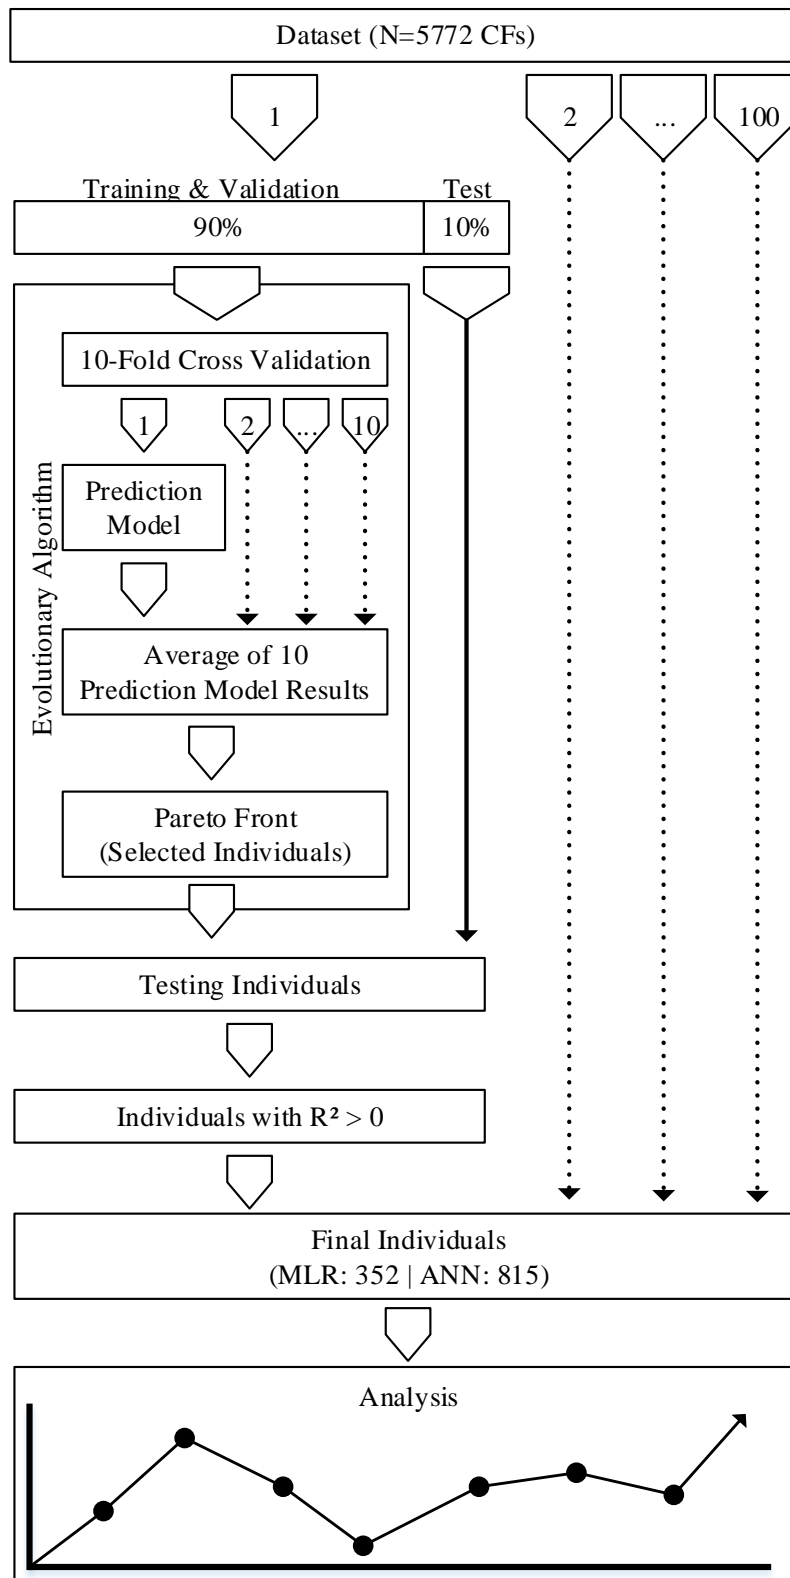 Dataset (N=5772 CFs)
1
2
...
100
Training & Validation
Test
90%
10%
10-Fold Cross Validation
1
2
...
10
Evolutionary Algorithm
Prediction
Model
Average of 10
Prediction Model Results
Pareto Front
(Selected Individuals)
Testing Individuals
Individuals with R² > 0
Final Individuals
(MLR: 352 | ANN: 815)
Analysis